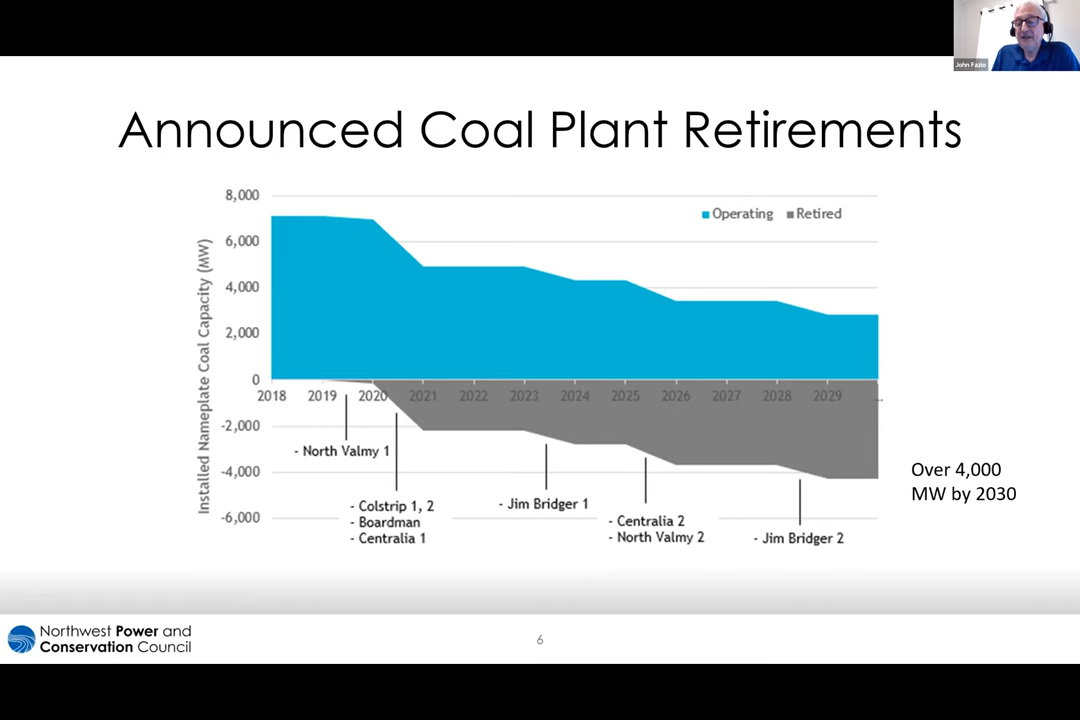 John Fazio
Announced Coal Plant Retirements
8,000
6,000
4,000
2,000
0
-2,000
-4,000
-6,000
Installed Nameplate Coal Capacity (MW)
Operating Retired
2018 2019 2020 2021 2022 2023 2024 2025 2026 2027 2028 2029 ...
- North Valmy 1
- Colstrip 1, 2
- Boardman
- Centralia 1
- Jim Bridger 1
- Centralia 2
- North Valmy 2
- Jim Bridger 2
Over 4,000
MW by 2030
Northwest Power and
Conservation Council
6